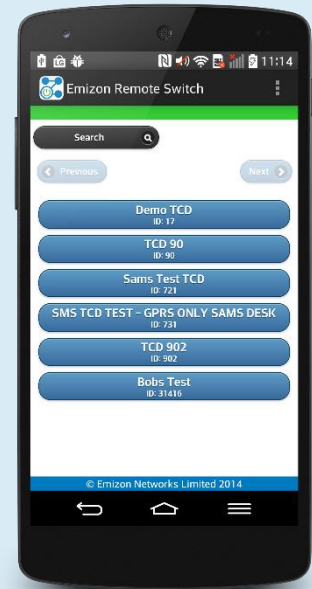 11:14
Emizon Remote Switch
Search
Previous
Next
Demo TCD
ID: 17
TCD 90
ID: 90
Sams Test TCD
ID: 721
SMS TCD TEST - GPRS ONLY SAMS DESK
ID: 731
TCD 902
ID: 902
Bobs Test
ID: 31416
© Emizon Networks Limited 2014